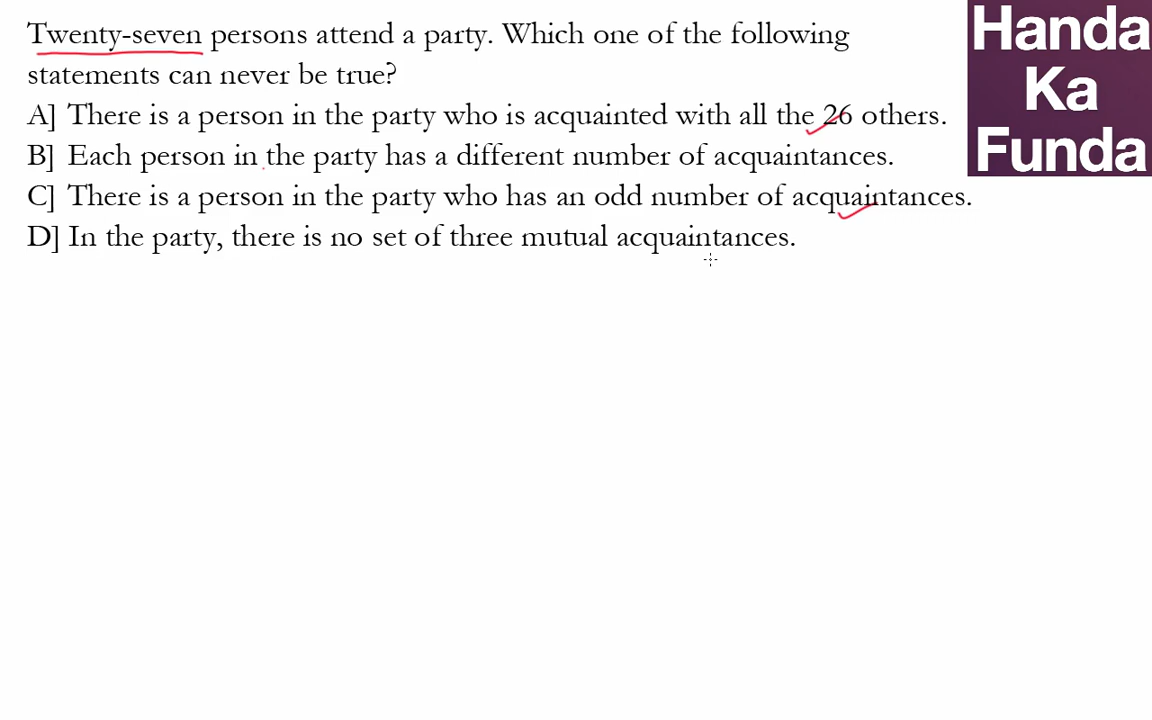 Twenty-seven persons attend a party. Which one of the following
statements can never be true?
A] There is a person in the party who is acquainted with all the 26 others.
B] Each person in the party has a different number of acquaintances.
C] There is a person in the party who has an odd number of acquaintances.
D] In the party, there is no set of three mutual acquaintances.
Handa
Ka
Funda